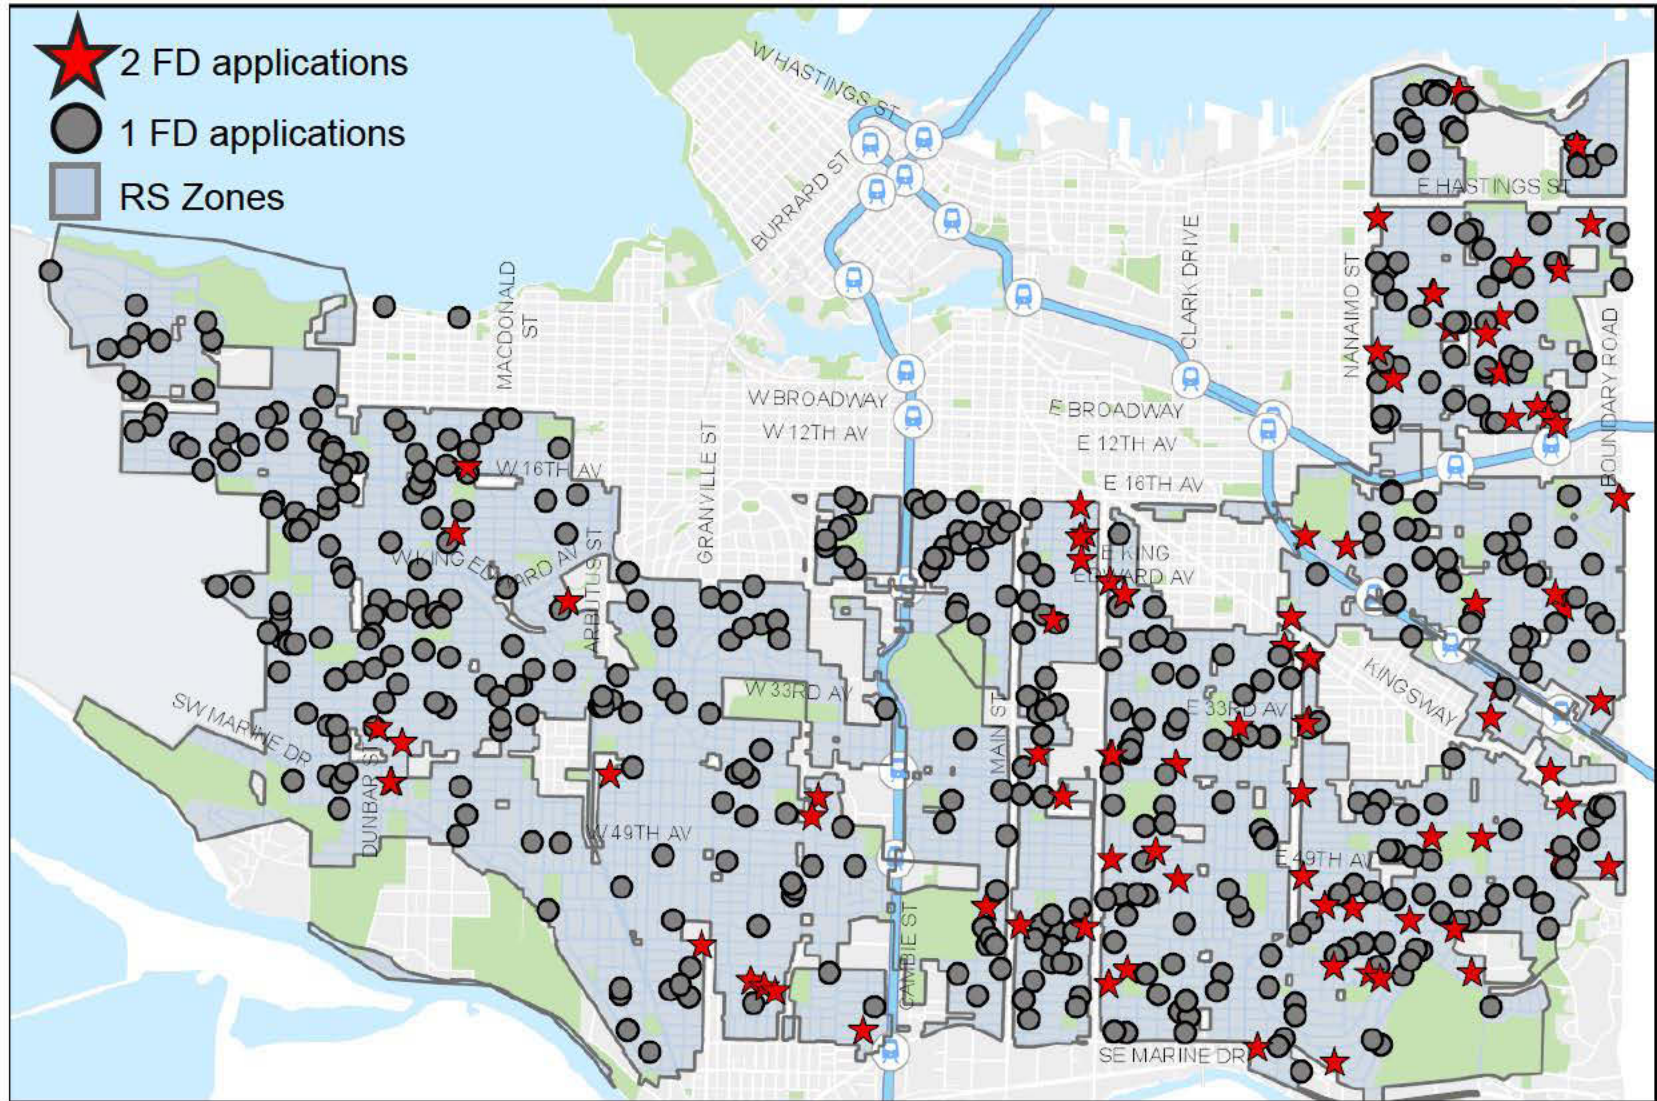 2 FD applications
1 FD applications
RS Zones
W HASTINGS ST
BURRARD ST
E HASTINGS ST
CLARK DRIVE
NANAIMO ST
BOUNDARY ROAD
MACDONALD
ST
W BROADWAY
E BROADWAY
W 12TH AV
E 12TH AV
W 16TH AV
E 16TH AV
GRANVILLE ST
W KING EDWARD AV
E KING
EDWARD AV
ARBUTUS ST
W 33RD AV
E 33RD AV
KINGSWAY
SW MARINE DR
MAIN ST
DUNBAR ST
W 49TH AV
E 49TH AV
CAMBIE ST
SE MARINE DR